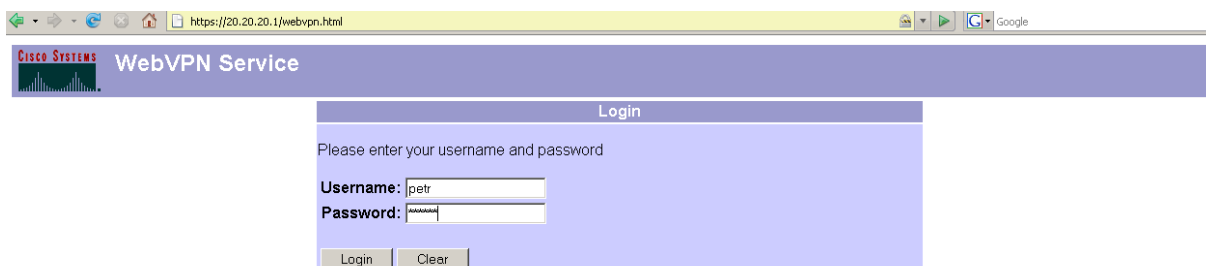 https://20.20.20.1/webvpn.html
Google
CISCO SYSTEMS
WebVPN Service
Login
Please enter your username and password
Username: petr
Password: ******
Login Clear